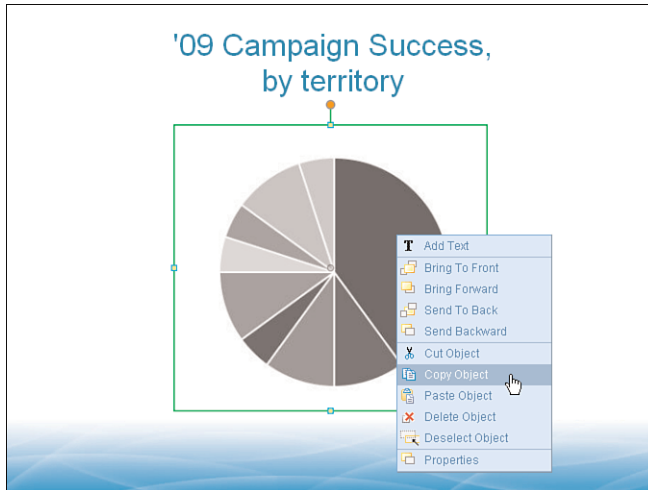 '09 Campaign Success,
by territory
T Add Text
Bring To Front
Bring Forward
Send To Back
Send Backward
Cut Object
Copy Object
Paste Object
Delete Object
Deselect Object
Properties